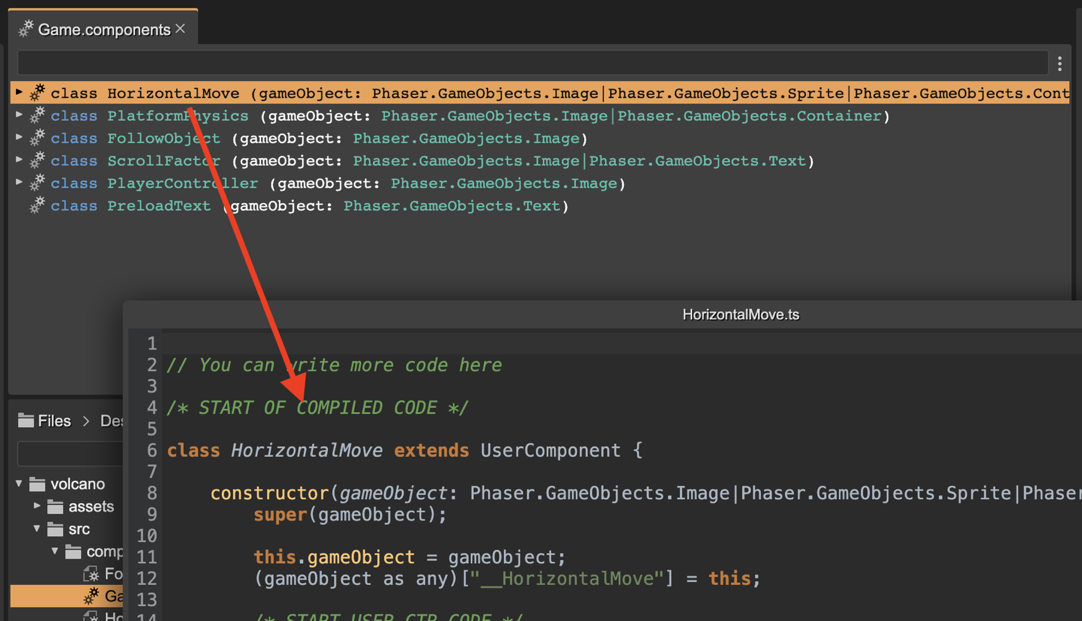 Game.components
class HorizontalMove (gameObject: Phaser.GameObjects.Image|Phaser.GameObjects.Sprite|Phaser.GameObjects.Cont
class PlatformPhysics (gameObject: Phaser.GameObjects.Image|Phaser.GameObjects.Container)
class FollowObject (gameObject: Phaser.GameObjects.Image)
class ScrollFactor (gameObject: Phaser.GameObjects.Image|Phaser.GameObjects.Text)
class PlayerController (gameObject: Phaser.GameObjects.Image)
class PreloadText (gameObject: Phaser.GameObjects.Text)
HorizontalMove.ts
1
2 // You can write more code here
3
4 /* START OF COMPILED CODE */
5
6 class HorizontalMove extends UserComponent {
7
8 constructor(gameObject: Phaser.GameObjects.Image|Phaser.GameObjects.Sprite|Phaser
9 super(gameObject);
10
11 this.gameObject = gameObject;
12 (gameObject as any)["__HorizontalMove"] = this;
13
14 /* START USER CTR CODE */
Files > Des
volcano
assets
src
comp
Fo
Ga
Ho